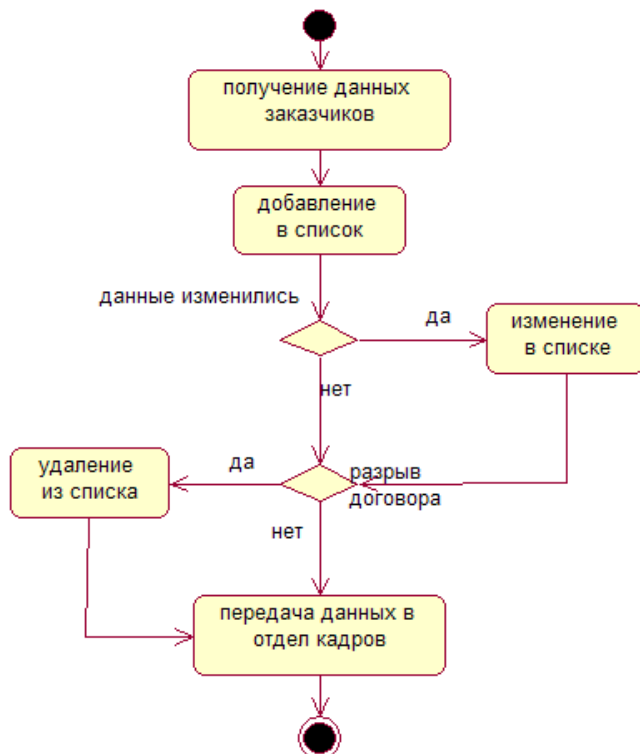 получение данных
заказчиков
добавление
в список
данные изменились
да
изменение
в списке
нет
удаление
из списка
да
разрыв
договора
нет
передача данных в
отдел кадров